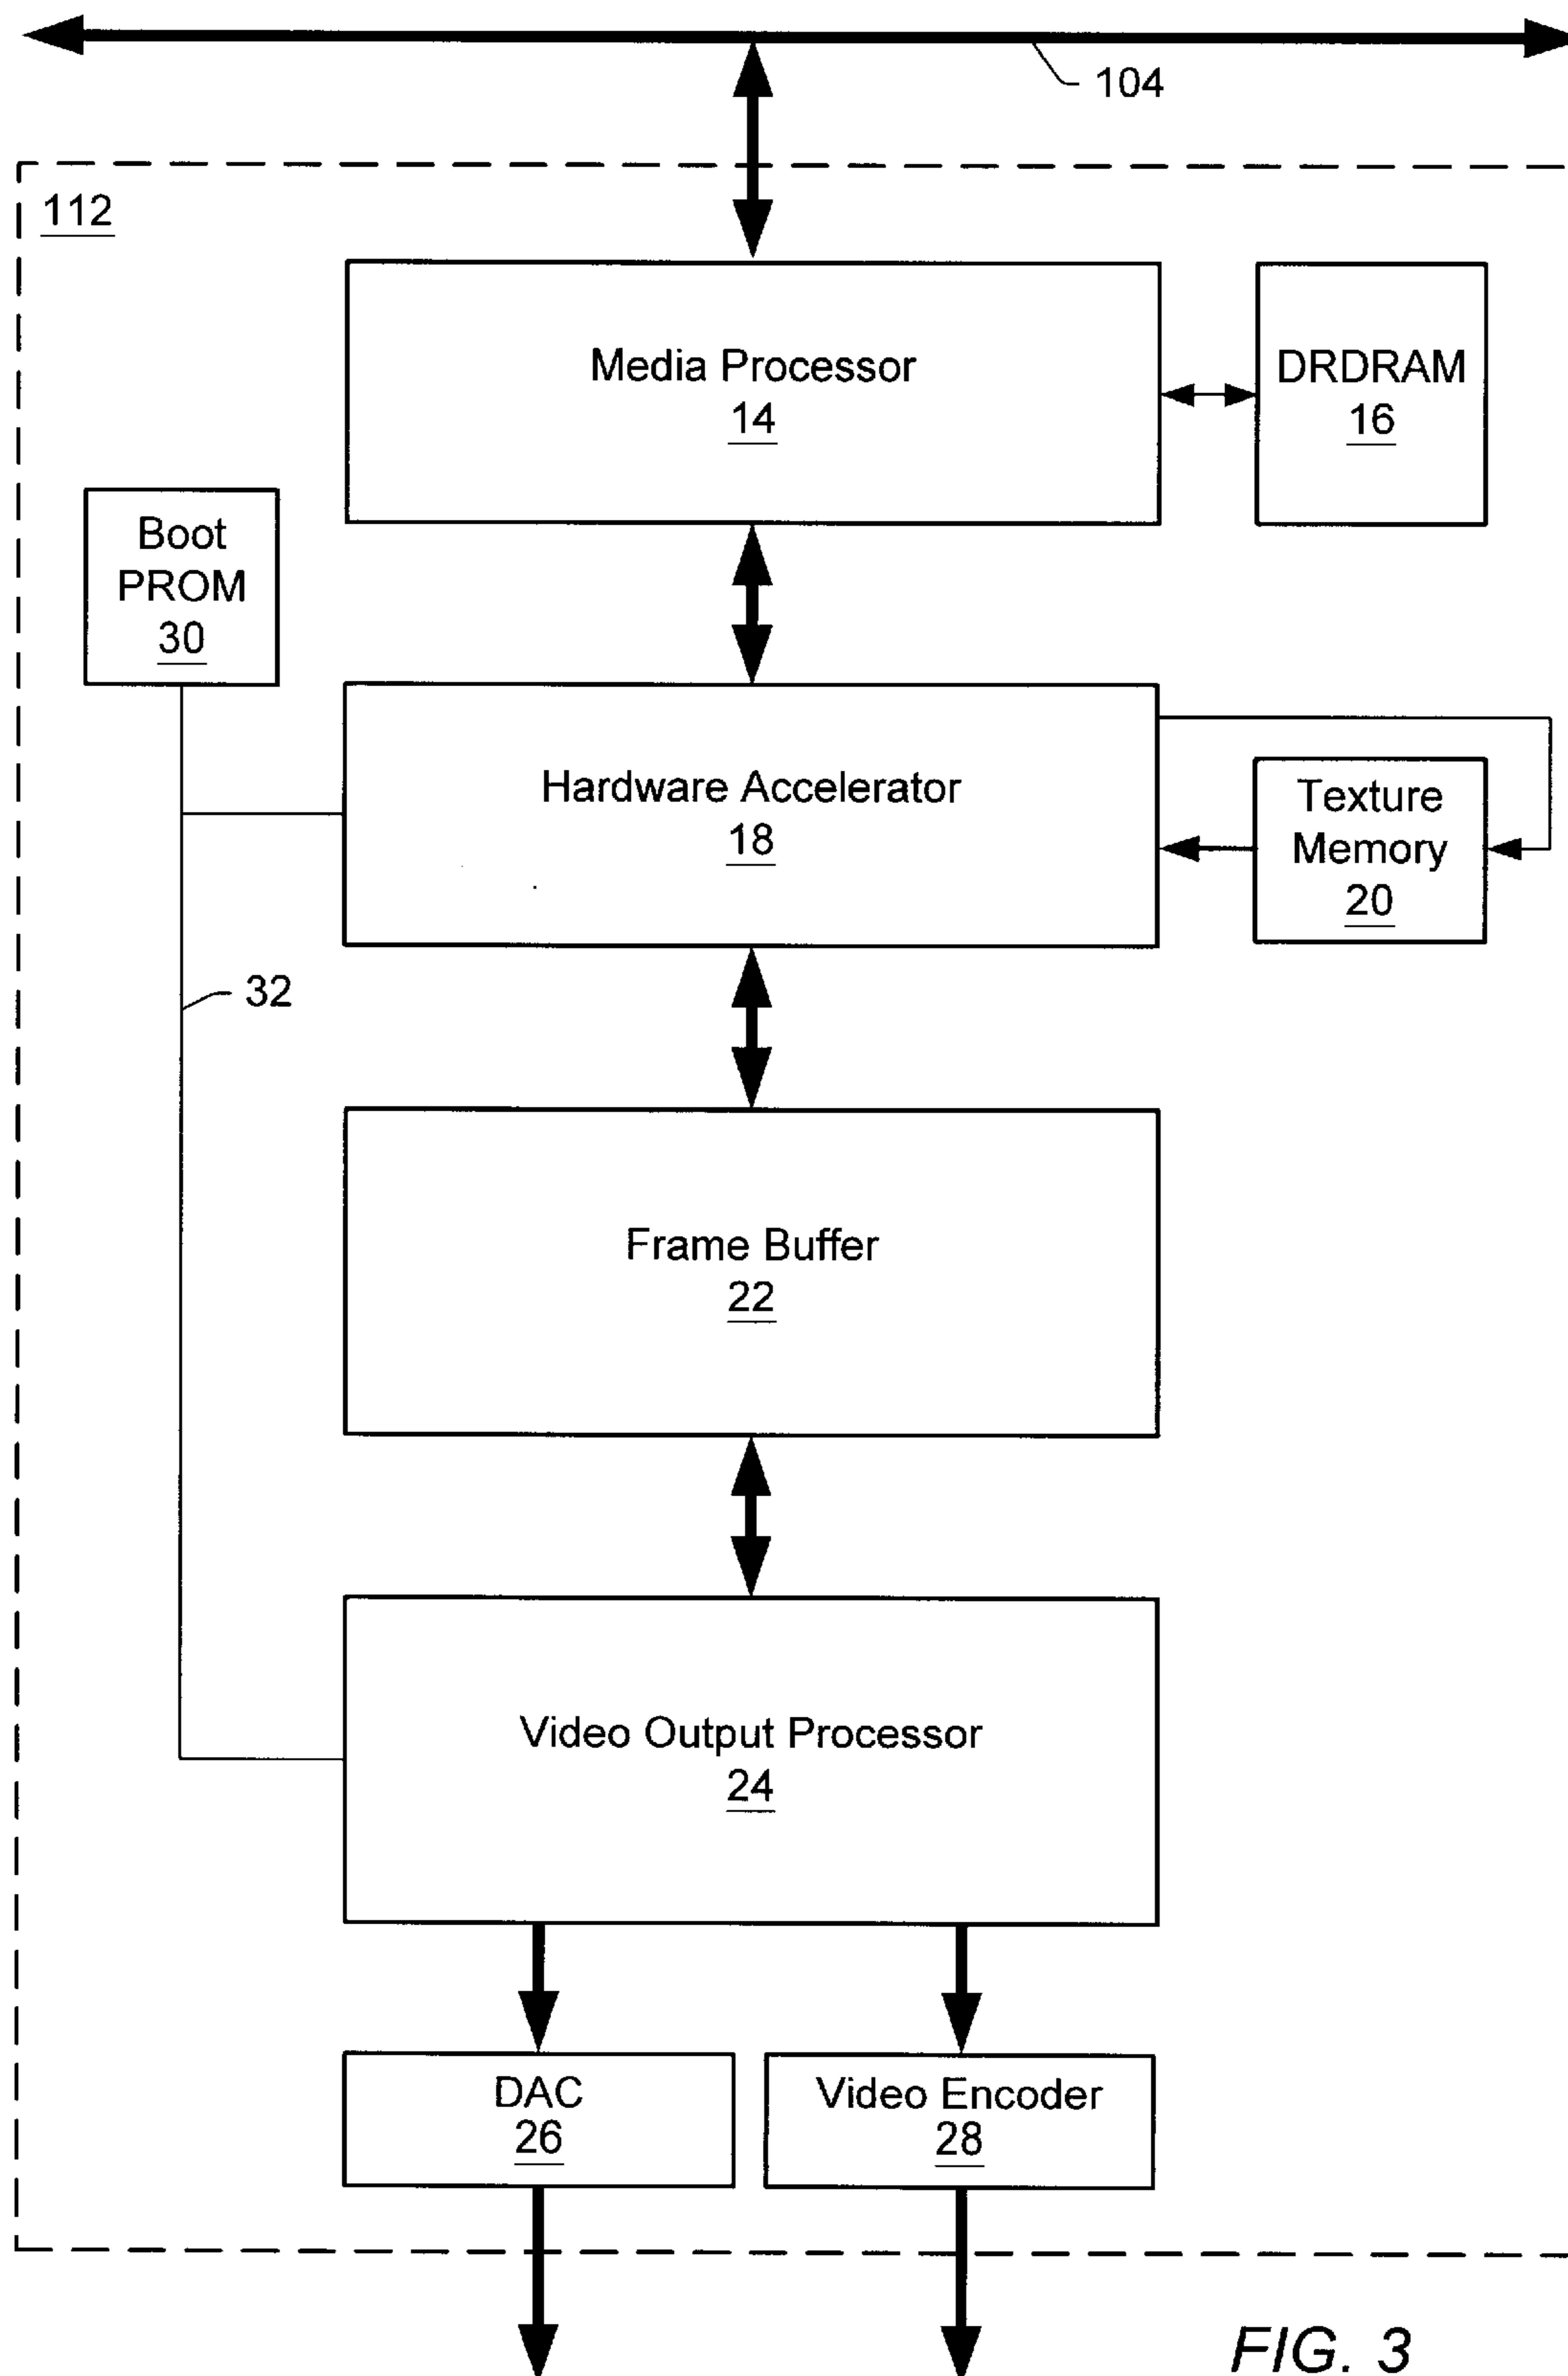 104
112
Media Processor
14
DRDRAM
16
Boot
PROM
30
Hardware Accelerator
18
Texture
Memory
20
32
Frame Buffer
22
Video Output Processor
24
DAC
26
Video Encoder
28
FIG. 3